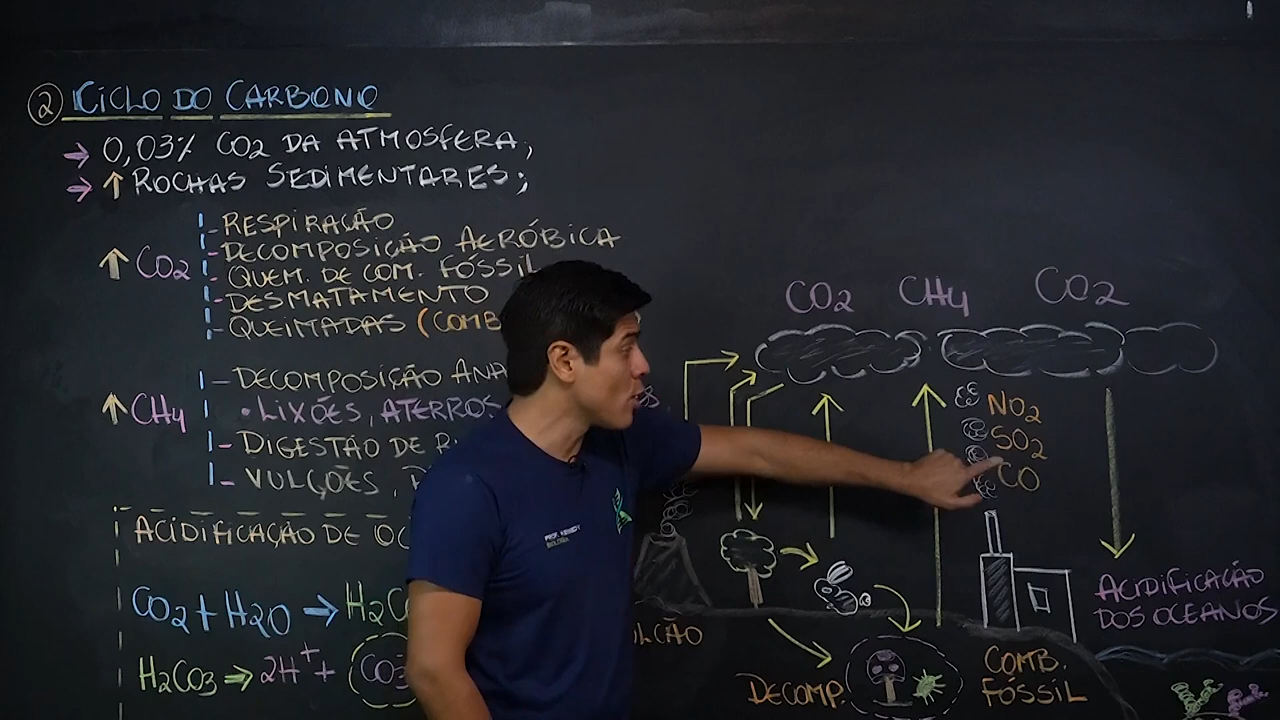 2 CICLO DO CARBONO
→ 0,03% CO2 DA ATMOSFERA;
→ ↑ ROCHAS SEDIMENTARES;
↑ CO2
- RESPIRAÇÃO
- DECOMPOSIÇÃO AERÓBICA
- QUEM. DE COM. FÓSSIL
- DESMATAMENTO
- QUEIMADAS (COMB
↑ CH4
- DECOMPOSIÇÃO ANA
• LIXÕES, ATERROS
- DIGESTÃO DE R
- VULCÕES,
ACIDIFICAÇÃO DE OC
CO2 + H2O → H2C
H2CO3 → 2H+ + CO3
PROF. KENNEDY
BIOLOGIA
CO2 CH4 CO2
NO2
SO2
CO
ACIDIFICAÇÃO
DOS OCEANOS
ULCÃO
DECOMP.
COMB.
FÓSSIL